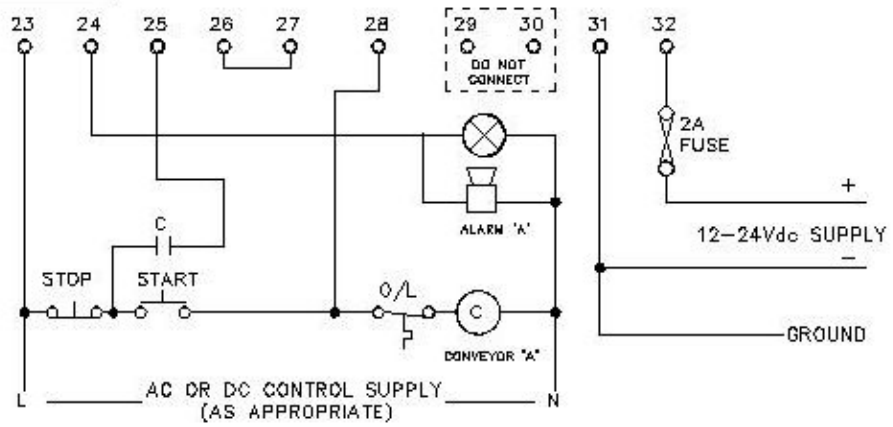 23 24 25 26 27 28 29 30 31 32
DO NOT
CONNECT
2A
FUSE
ALARM "A"
+
12-24Vdc SUPPLY
-
C
STOP START O/L
C
CONVEYOR "A"
GROUND
L AC OR DC CONTROL SUPPLY N
(AS APPROPRIATE)